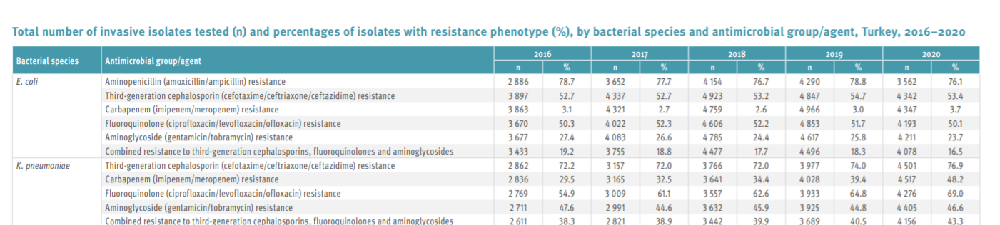 Total number of invasive isolates tested (n) and percentages of isolates with resistance phenotype (%), by bacterial species and antimicrobial group/agent, Turkey, 2016–2020
Bacterial species Antimicrobial group/agent 2016 2017 2018 2019 2020
n % n % n % n % n %
E. coli Aminopenicillin (amoxicillin/ampicillin) resistance 2 886 78.7 3 652 77.7 4 154 76.7 4 290 78.8 3 562 76.1
Third-generation cephalosporin (cefotaxime/ceftriaxone/ceftazidime) resistance 3 897 52.7 4 337 52.7 4 923 53.2 4 847 54.7 4 342 53.4
Carbapenem (imipenem/meropenem) resistance 3 863 3.1 4 321 2.7 4 759 2.6 4 966 3.0 4 347 3.7
Fluoroquinolone (ciprofloxacin/levofloxacin/ofloxacin) resistance 3 670 50.3 4 022 52.3 4 606 52.2 4 853 51.7 4 193 50.1
Aminoglycoside (gentamicin/tobramycin) resistance 3 677 27.4 4 083 26.6 4 785 24.4 4 617 25.8 4 211 23.7
Combined resistance to third-generation cephalosporins, fluoroquinolones and aminoglycosides 3 433 19.2 3 755 18.8 4 477 17.7 4 496 18.3 4 078 16.5
K. pneumoniae Third-generation cephalosporin (cefotaxime/ceftriaxone/ceftazidime) resistance 2 862 72.2 3 157 72.0 3 766 72.0 3 977 74.0 4 501 76.9
Carbapenem (imipenem/meropenem) resistance 2 836 29.5 3 165 32.5 3 641 34.4 4 028 39.4 4 517 48.2
Fluoroquinolone (ciprofloxacin/levofloxacin/ofloxacin) resistance 2 769 54.9 3 009 61.1 3 557 62.6 3 933 64.8 4 276 69.0
Aminoglycoside (gentamicin/tobramycin) resistance 2 711 47.6 2 991 44.6 3 632 45.9 3 925 44.8 4 405 46.6
Combined resistance to third-generation cephalosporins, fluoroquinolones and aminoglycosides 2 611 38.3 2 821 38.9 3 442 39.9 3 689 40.5 4 156 43.3